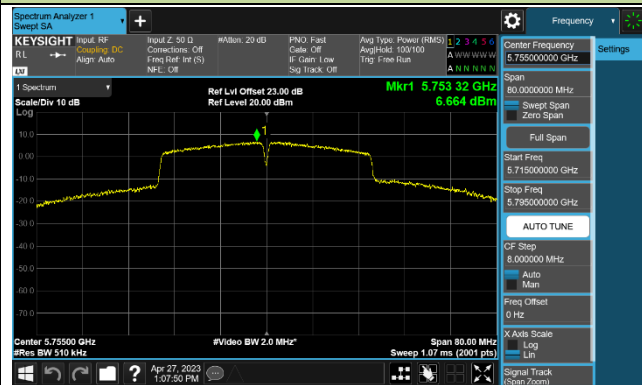 Spectrum Analyzer 1
Swept SA
Frequency
KEYSIGHT
RL
LXI
Input: RF
Coupling: DC
Align: Auto
Input Z: 50 Ω
Corrections: Off
Freq Ref: Int (S)
NFE: Off
#Atten: 20 dB
PNO: Fast
Gate: Off
IF Gain: Low
Sig Track: Off
Avg Type: Power (RMS)
Avg|Hold: 100/100
Trig: Free Run
1 2 3 4 5 6
A W W W W W
A N N N N N
1 Spectrum
Scale/Div 10 dB
Log
Ref Lvl Offset 23.00 dB
Ref Level 20.00 dBm
Mkr1 5.753 32 GHz
6.664 dBm
1
10.0
0.00
-10.0
-20.0
-30.0
-40.0
-50.0
-60.0
-70.0
Center 5.75500 GHz
#Res BW 510 kHz
#Video BW 2.0 MHz*
Span 80.00 MHz
Sweep 1.07 ms (2001 pts)
Center Frequency
5.755000000 GHz
Settings
Span
80.0000000 MHz
Swept Span
Zero Span
Full Span
Start Freq
5.715000000 GHz
Stop Freq
5.795000000 GHz
AUTO TUNE
CF Step
8.000000 MHz
Auto
Man
Freq Offset
0 Hz
X Axis Scale
Log
Lin
Signal Track
(Span Zoom)
Apr 27, 2023
1:07:50 PM